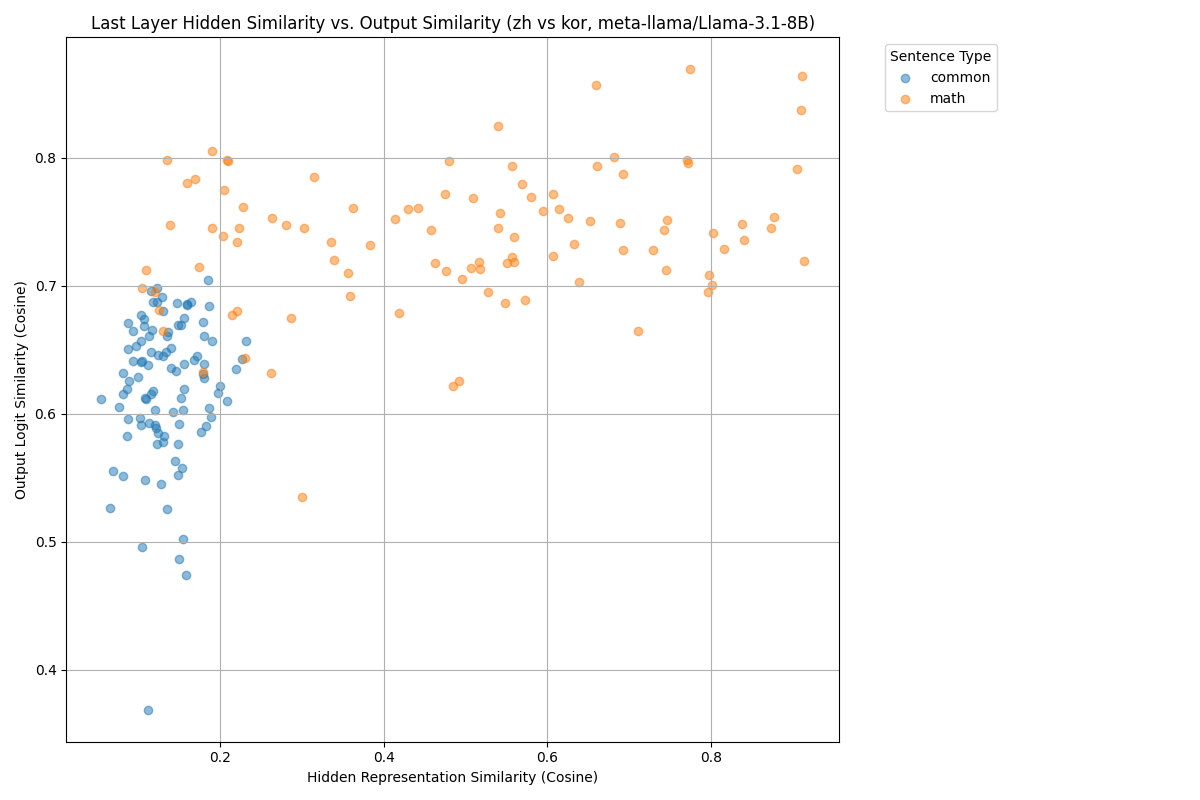 Last Layer Hidden Similarity vs. Output Similarity (zh vs kor, meta-llama/Llama-3.1-8B)
Sentence Type
common
math
Output Logit Similarity (Cosine)
0.8
0.7
0.6
0.5
0.4
0.2
0.4
0.6
0.8
Hidden Representation Similarity (Cosine)